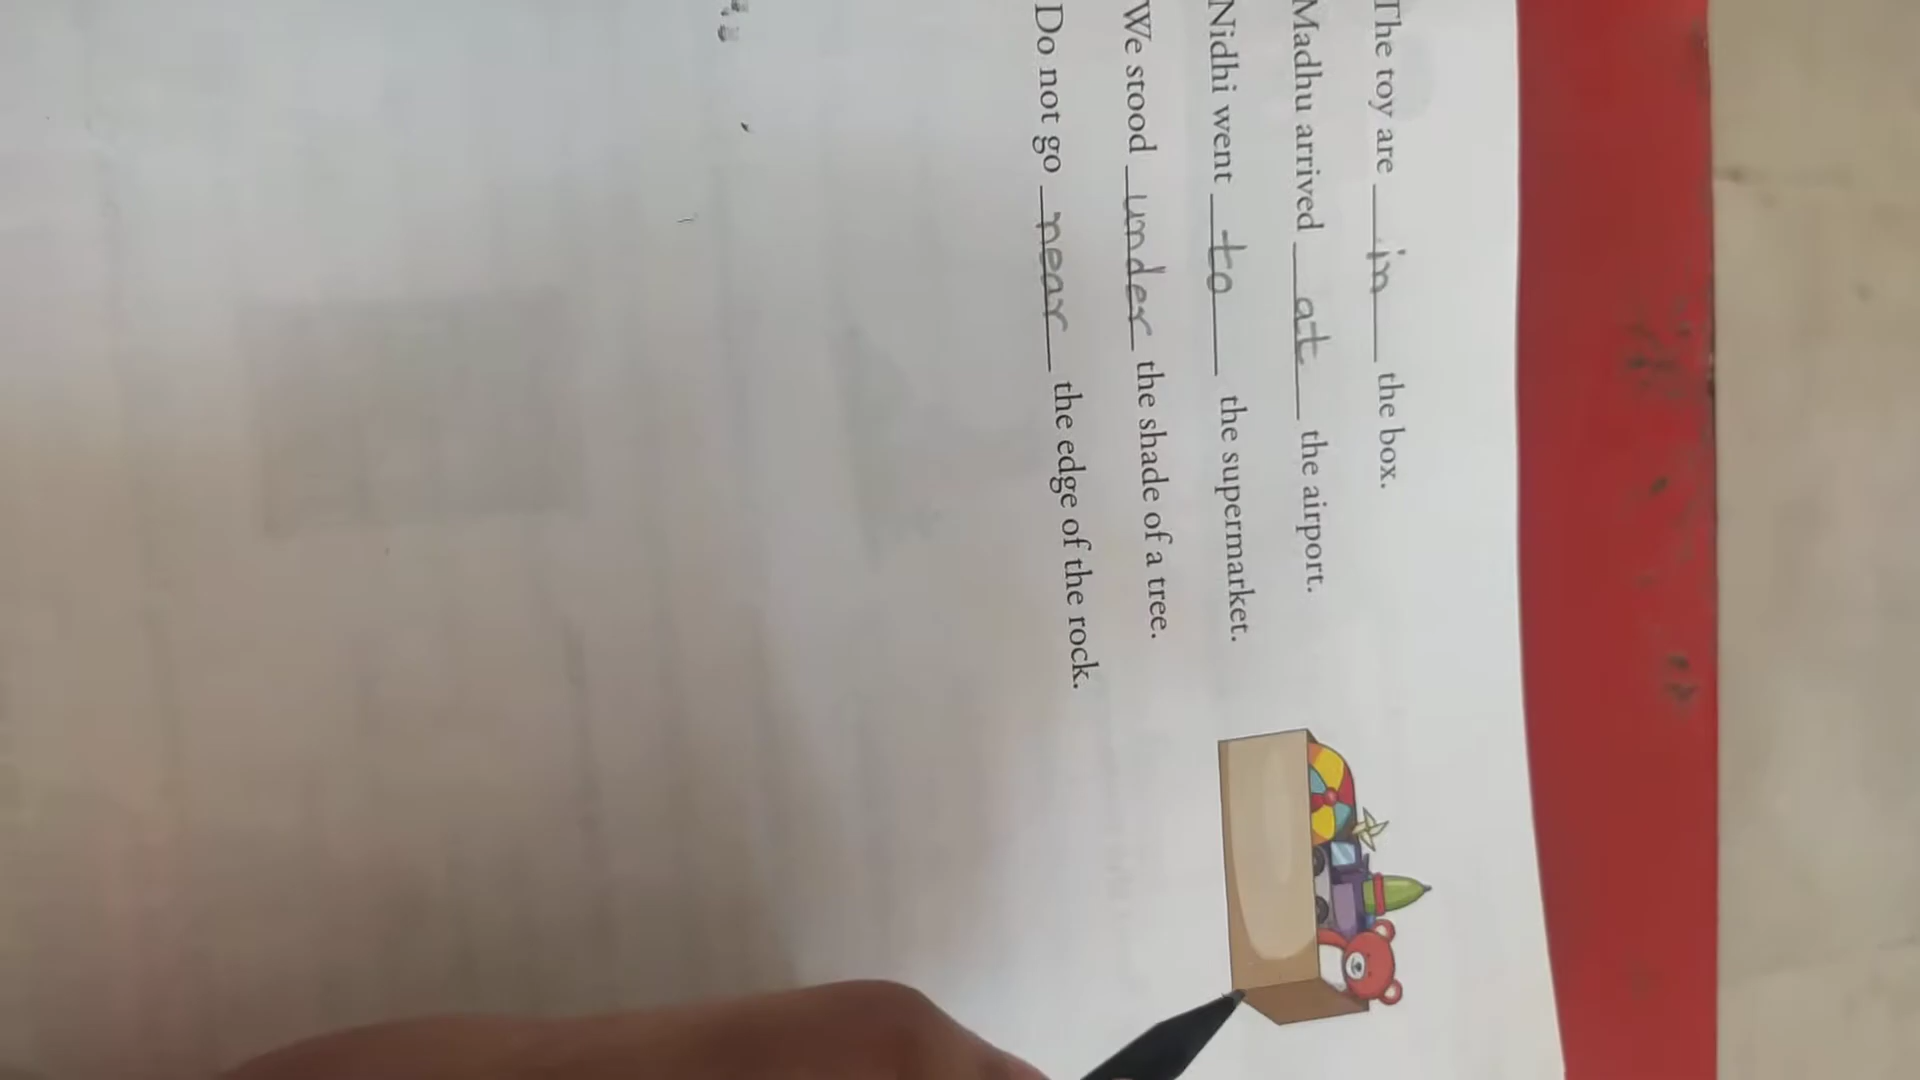 The toy are in the box.
Madhu arrived at the airport.
Nidhi went to the supermarket.
We stood under the shade of a tree.
Do not go near the edge of the rock.